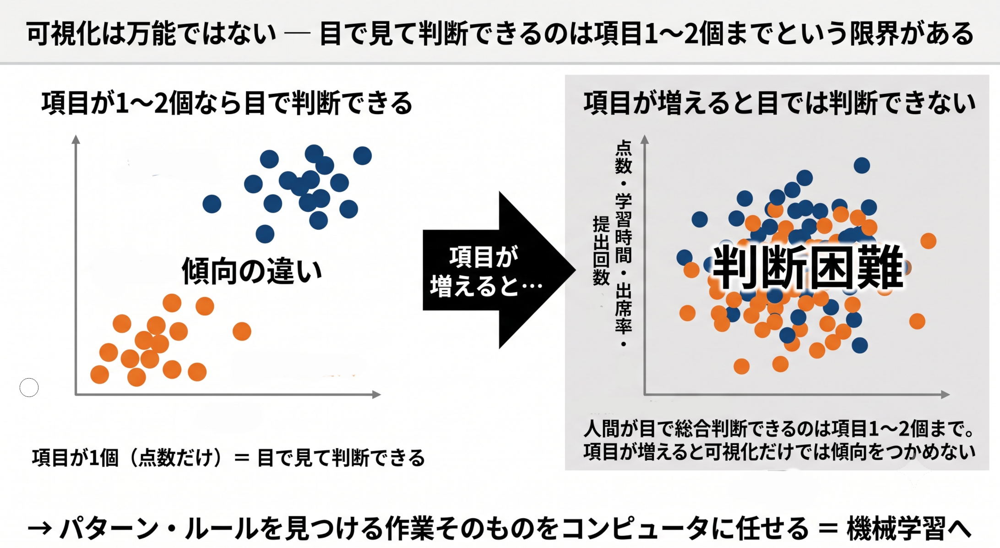 可視化は万能ではない ― 目で見て判断できるのは項目1〜2個までという限界がある
項目が1〜2個なら目で判断できる
傾向の違い
項目が1個（点数だけ）＝ 目で見て判断できる
項目が
増えると…
項目が増えると目では判断できない
点数・学習時間・出席率・
提出回数
判断困難
人間が目で総合判断できるのは項目1〜2個まで。
項目が増えると可視化だけでは傾向をつかめない
→ パターン・ルールを見つける作業そのものをコンピュータに任せる ＝ 機械学習へ